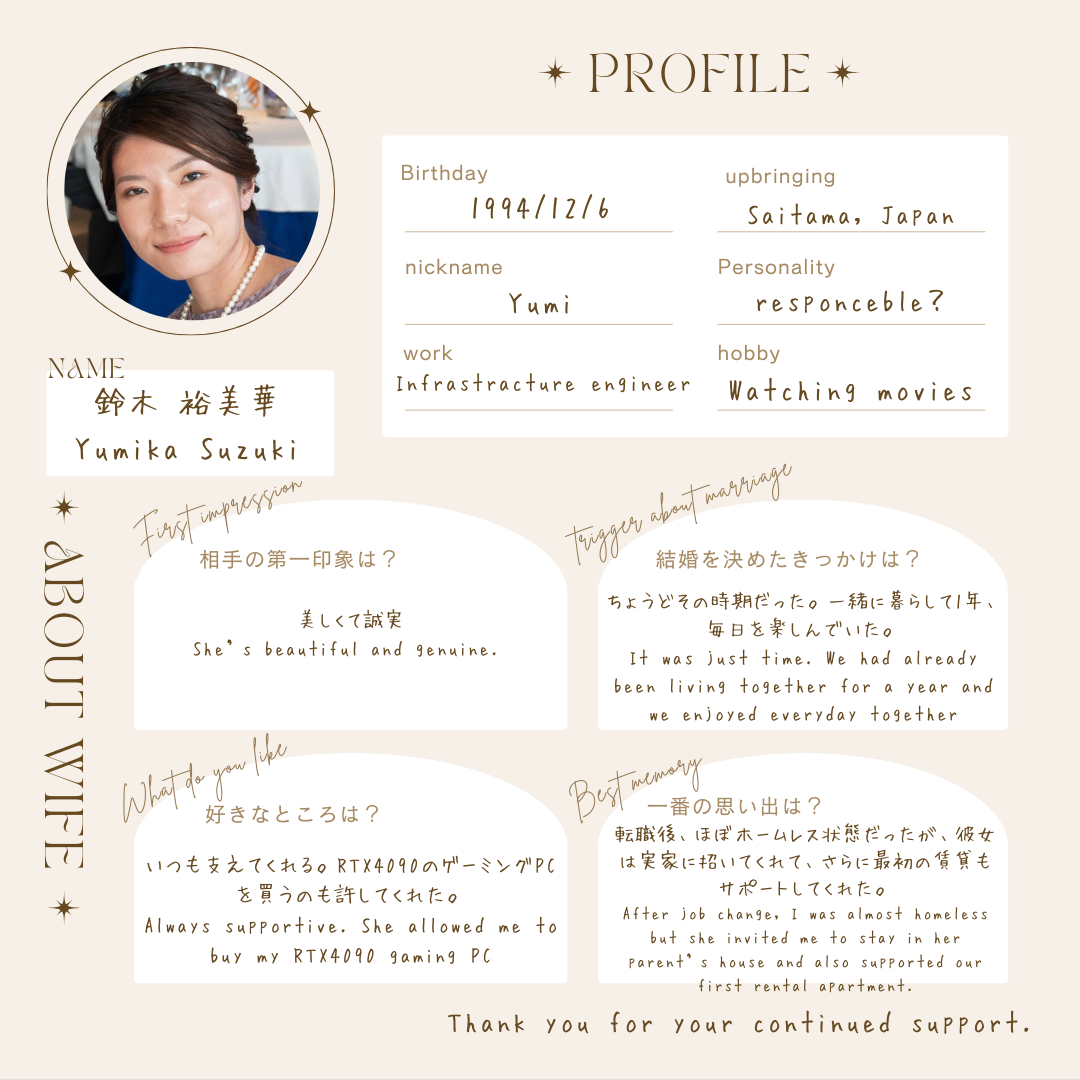 PROFILE
Birthday
1994/12/6
upbringing
Saitama, Japan
nickname
Yumi
Personality
responceble?
work
Infrastracture engineer
hobby
Watching movies
NAME
鈴木 裕美華
Yumika Suzuki
ABOUT WIFE
First impression
相手の第一印象は？
美しくて誠実
She's beautiful and genuine.
trigger about marriage
結婚を決めたきっかけは？
ちょうどその時期だった。一緒に暮らして1年、
毎日を楽しんでいた。
It was just time. We had already
been living together for a year and
we enjoyed everyday together
What do you like
好きなところは？
いつも支えてくれる。RTX4090のゲーミングPC
を買うのも許してくれた。
Always supportive. She allowed me to
buy my RTX4090 gaming PC
Best memory
一番の思い出は？
転職後、ほぼホームレス状態だったが、彼女
は実家に招いてくれて、さらに最初の賃貸も
サポートしてくれた。
After job change, I was almost homeless
but she invited me to stay in her
parent's house and also supported our
first rental apartment.
Thank you for your continued support.